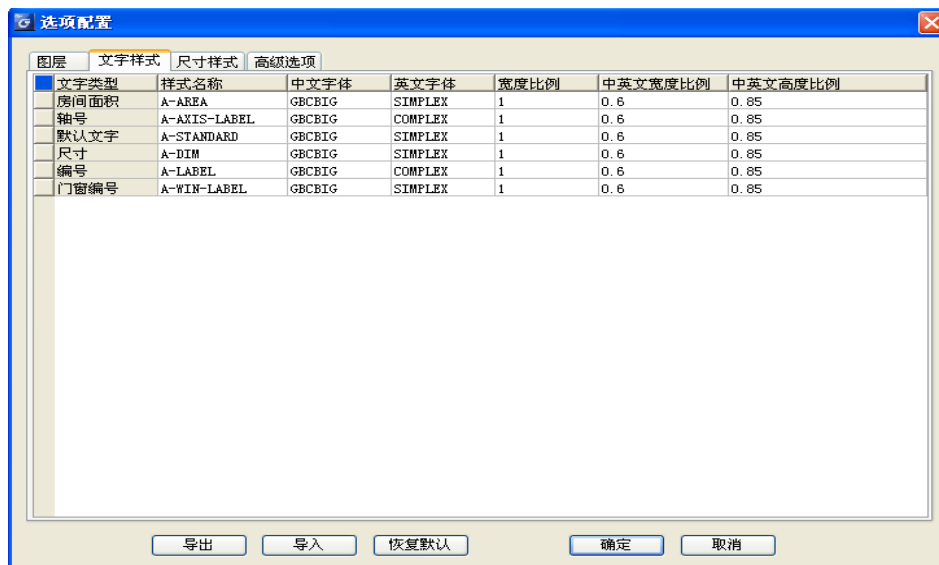 选项配置
图层 文字样式 尺寸样式 高级选项
文字类型 样式名称 中文字体 英文字体 宽度比例 中英文宽度比例 中英文高度比例
房间面积 A-AREA GBCBIG SIMPLEX 1 0.6 0.85
轴号 A-AXIS-LABEL GBCBIG COMPLEX 1 0.6 0.85
默认文字 A-STANDARD GBCBIG SIMPLEX 1 0.6 0.85
尺寸 A-DIM GBCBIG SIMPLEX 1 0.6 0.85
编号 A-LABEL GBCBIG COMPLEX 1 0.6 0.85
门窗编号 A-WIN-LABEL GBCBIG SIMPLEX 1 0.6 0.85
导出 导入 恢复默认 确定 取消